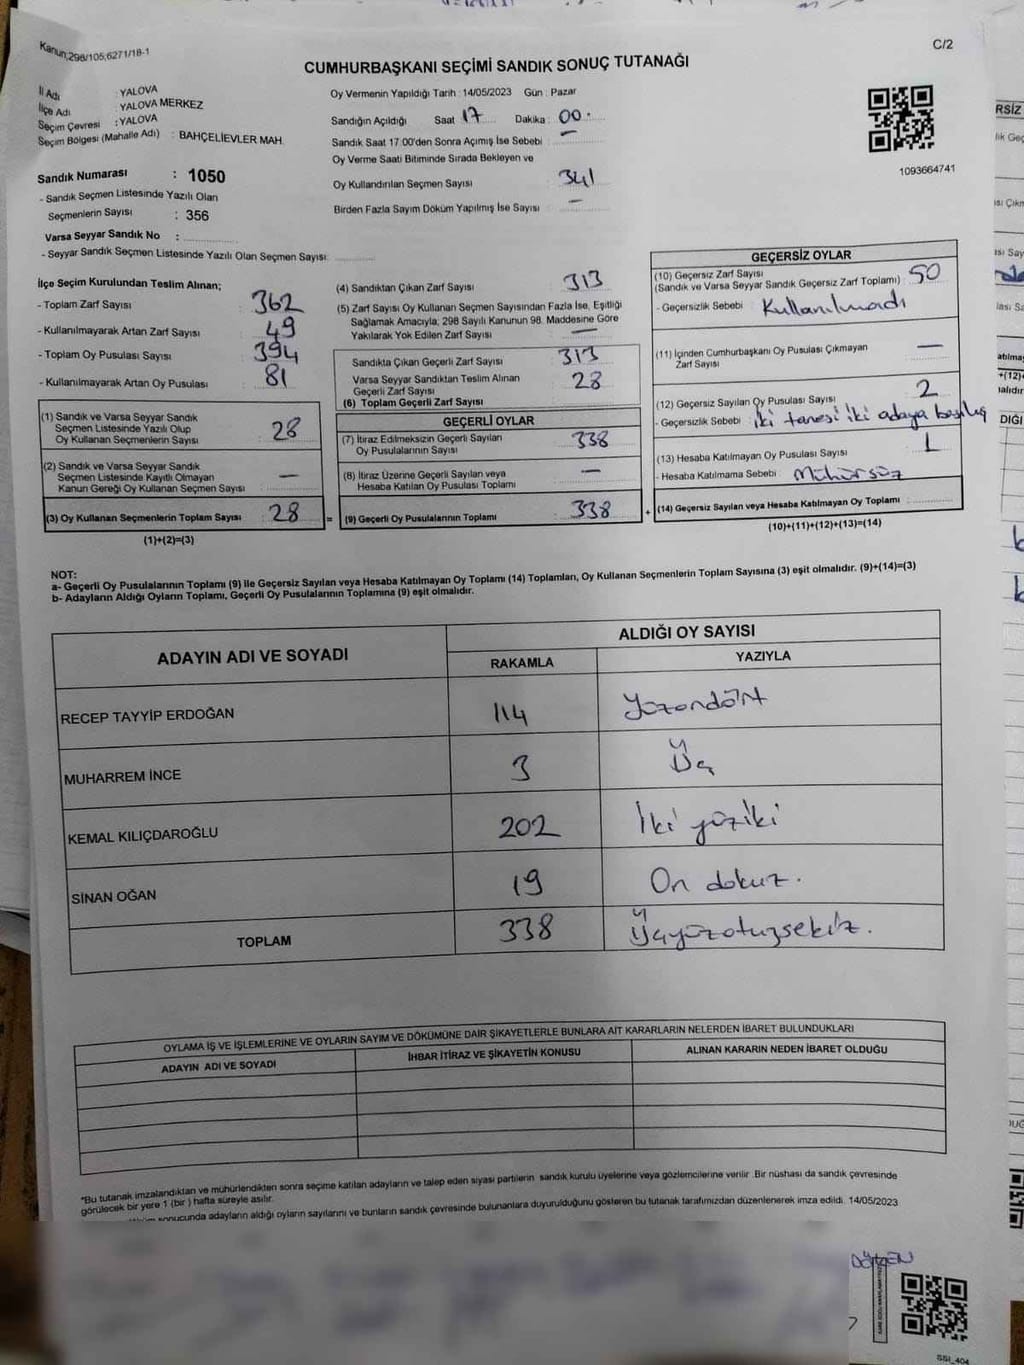 Kanun;298/105;6271/18-1
C/2
CUMHURBAŞKANI SEÇİMİ SANDIK SONUÇ TUTANAĞI
İl Adı : YALOVA
İlçe Adı : YALOVA MERKEZ
Seçim Çevresi : YALOVA
Seçim Bölgesi (Mahalle Adı) : BAHÇELİEVLER MAH.
Sandık Numarası : 1050
- Sandık Seçmen Listesinde Yazılı Olan
Seçmenlerin Sayısı : 356
Varsa Seyyar Sandık No :
- Seyyar Sandık Seçmen Listesinde Yazılı Olan Seçmen Sayısı:
Oy Vermenin Yapıldığı Tarih : 14/05/2023 Gün : Pazar
Sandığın Açıldığı Saat 17 Dakika : 00.
Sandık Saat 17:00'den Sonra Açımış İse Sebebi : —
Oy Verme Saati Bitiminde Sırada Bekleyen ve
Oy Kullandırılan Seçmen Sayısı 341
Birden Fazla Sayım Döküm Yapılmış İse Sayısı —
1093664741
İlçe Seçim Kurulundan Teslim Alınan;
- Toplam Zarf Sayısı 362
- Kullanılmayarak Artan Zarf Sayısı 49
- Toplam Oy Pusulası Sayısı 394
- Kullanılmayarak Artan Oy Pusulası 81
(1) Sandık ve Varsa Seyyar Sandık
Seçmen Listesinde Yazılı Olup
Oy Kullanan Seçmenlerin Sayısı : 28
(2) Sandık ve Varsa Seyyar Sandık
Seçmen Listesinde Kayıtlı Olmayan
Kanun Gereği Oy Kullanan Seçmen Sayısı —
(3) Oy Kullanan Seçmenlerin Toplam Sayısı : 28 =
(1)+(2)=(3)
(4) Sandıktan Çıkan Zarf Sayısı 313
(5) Zarf Sayısı Oy Kullanan Seçmen Sayısından Fazla İse, Eşitliği
Sağlamak Amacıyla; 298 Sayılı Kanunun 98. Maddesine Göre
Yakılarak Yok Edilen Zarf Sayısı —
Sandıkta Çıkan Geçerli Zarf Sayısı 313
Varsa Seyyar Sandıktan Teslim Alınan
Geçerli Zarf Sayısı 28
(6) Toplam Geçerli Zarf Sayısı
GEÇERLİ OYLAR
(7) İtiraz Edilmeksizin Geçerli Sayılan
Oy Pusulalarının Sayısı 338
(8) İtiraz Üzerine Geçerli Sayılan veya
Hesaba Katılan Oy Pusulası Toplamı —
(9) Geçerli Oy Pusulalarının Toplamı 338 +
GEÇERSİZ OYLAR
(10) Geçersiz Zarf Sayısı
(Sandık ve Varsa Seyyar Sandık Geçersiz Zarf Toplamı) : 50
- Geçersizlik Sebebi : Kullanılmadı
(11) İçinden Cumhurbaşkanı Oy Pusulası Çıkmayan
Zarf Sayısı —
(12) Geçersiz Sayılan Oy Pusulası Sayısı 2
- Geçersizlik Sebebi : iki tanesi iki adaya basılmış
(13) Hesaba Katılmayan Oy Pusulası Sayısı 1
- Hesaba Katılmama Sebebi : Mühürsüz
(14) Geçersiz Sayılan veya Hesaba Katılmayan Oy Toplamı :
(10)+(11)+(12)+(13)=(14)
NOT:
a- Geçerli Oy Pusulalarının Toplamı (9) ile Geçersiz Sayılan veya Hesaba Katılmayan Oy Toplamı (14) Toplamları, Oy Kullanan Seçmenlerin Toplam Sayısına (3) eşit olmalıdır. (9)+(14)=(3)
b- Adayların Aldığı Oyların Toplamı, Geçerli Oy Pusulalarının Toplamına (9) eşit olmalıdır.
ADAYIN ADI VE SOYADI
ALDIĞI OY SAYISI
RAKAMLA YAZIYLA
RECEP TAYYİP ERDOĞAN 114 Yüzondört
MUHARREM İNCE 3 Üç
KEMAL KILIÇDAROĞLU 202 İki yüziki
SİNAN OĞAN 19 On dokuz.
TOPLAM 338 Üçyüzotuzsekiz.
OYLAMA İŞ VE İŞLEMLERİNE VE OYLARIN SAYIM VE DÖKÜMÜNE DAİR ŞİKAYETLERLE BUNLARA AİT KARARLARIN NELERDEN İBARET BULUNDUKLARI
ADAYIN ADI VE SOYADI İHBAR İTİRAZ VE ŞİKAYETİN KONUSU ALINAN KARARIN NEDEN İBARET OLDUĞU
*Bu tutanak imzalandıktan ve mühürlendikten sonra seçime katılan adayların ve talep eden siyasi partilerin sandık kurulu üyelerine veya gözlemcilerine verilir .Bir nüshası da sandık çevresinde
görülecek bir yere 1 (bir ) hafta süreyle asılır.
sonucunda adayların aldığı oyların sayılarını ve bunların sandık çevresinde bulunanlara duyurulduğunu gösteren bu tutanak tarafımızdan düzenlenerek imza edildi. 14/05/2023
SSI_404